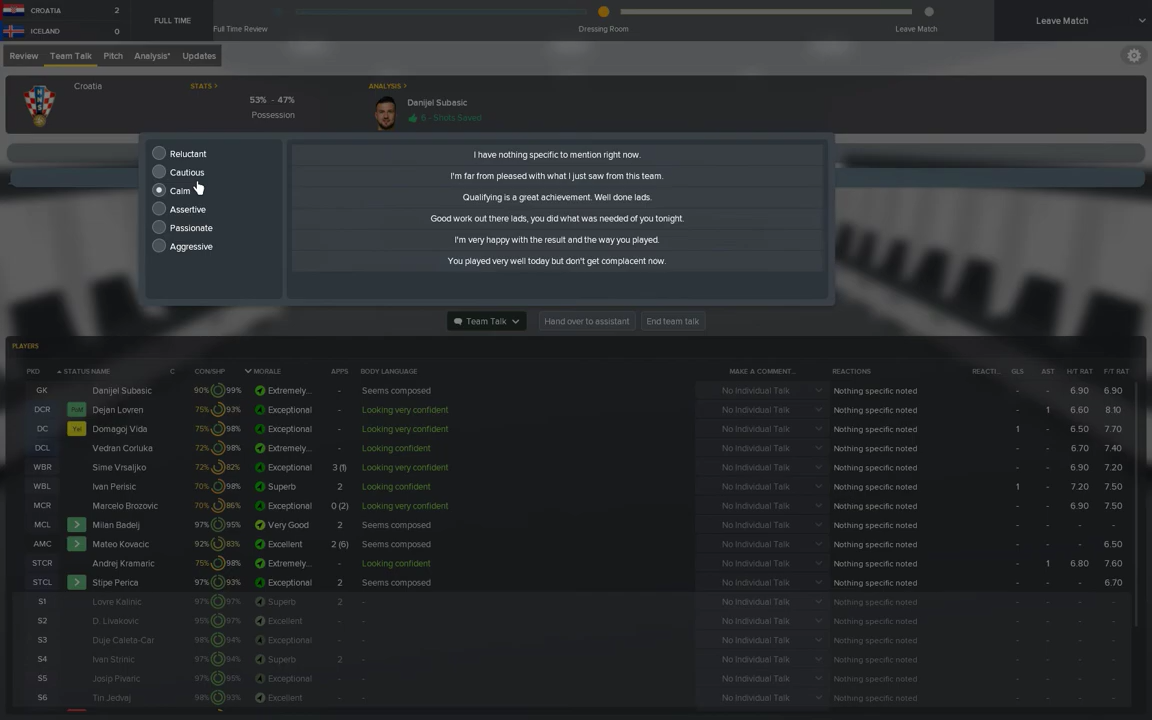 CROATIA 2
ICELAND 0
FULL TIME
Full Time Review
Dressing Room
Leave Match
Leave Match
Review Team Talk Pitch Analysis* Updates
Croatia
STATS >
53% - 47%
Possession
ANALYSIS >
Danijel Subasic
6 - Shots Saved
Reluctant
Cautious
Calm
Assertive
Passionate
Aggressive
I have nothing specific to mention right now.
I'm far from pleased with what I just saw from this team.
Qualifying is a great achievement. Well done lads.
Good work out there lads, you did what was needed of you tonight.
I'm very happy with the result and the way you played.
You played very well today but don't get complacent now.
Team Talk Hand over to assistant End team talk
PLAYERS
PKD STATUS NAME C CON/SHP MORALE APPS BODY LANGUAGE MAKE A COMMENT... REACTIONS REACTI... GLS AST H/T RAT F/T RAT
GK Danijel Subasic 90% 99% Extremely... - Seems composed No Individual Talk Nothing specific noted - - 6.90 6.90
DCR PoM Dejan Lovren 75% 93% Exceptional - Looking very confident No Individual Talk Nothing specific noted - 1 6.60 8.10
DC Yel Domagoj Vida 75% 98% Exceptional - Looking very confident No Individual Talk Nothing specific noted 1 - 6.50 7.70
DCL Vedran Corluka 72% 98% Extremely... - Looking confident No Individual Talk Nothing specific noted - - 6.70 7.40
WBR Sime Vrsaljko 72% 82% Exceptional 3 (1) Looking very confident No Individual Talk Nothing specific noted - - 6.90 7.20
WBL Ivan Perisic 70% 98% Superb 2 Looking confident No Individual Talk Nothing specific noted 1 - 7.20 7.50
MCR Marcelo Brozovic 70% 86% Exceptional 0 (2) Looking very confident No Individual Talk Nothing specific noted - - 6.90 7.50
MCL Milan Badelj 97% 95% Very Good 2 Seems composed No Individual Talk Nothing specific noted - - - -
AMC Mateo Kovacic 92% 83% Excellent 2 (6) Seems composed No Individual Talk Nothing specific noted - - - 6.50
STCR Andrej Kramaric 75% 98% Extremely... - Looking confident No Individual Talk Nothing specific noted - 1 6.80 7.60
STCL Stipe Perica 97% 93% Exceptional 2 Seems composed No Individual Talk Nothing specific noted - - - 6.70
S1 Lovre Kalinic 97% 97% Superb 2 - No Individual Talk Nothing specific noted - - - -
S2 D. Livakovic 95% 97% Excellent - - No Individual Talk Nothing specific noted - - - -
S3 Duje Caleta-Car 98% 94% Exceptional - - No Individual Talk Nothing specific noted - - - -
S4 Ivan Strinic 97% 94% Superb 2 - No Individual Talk Nothing specific noted - - - -
S5 Josip Pivaric 97% 95% Exceptional - - No Individual Talk Nothing specific noted - - - -
S6 Tin Jedvaj 98% 93% Excellent - - No Individual Talk Nothing specific noted - - - -